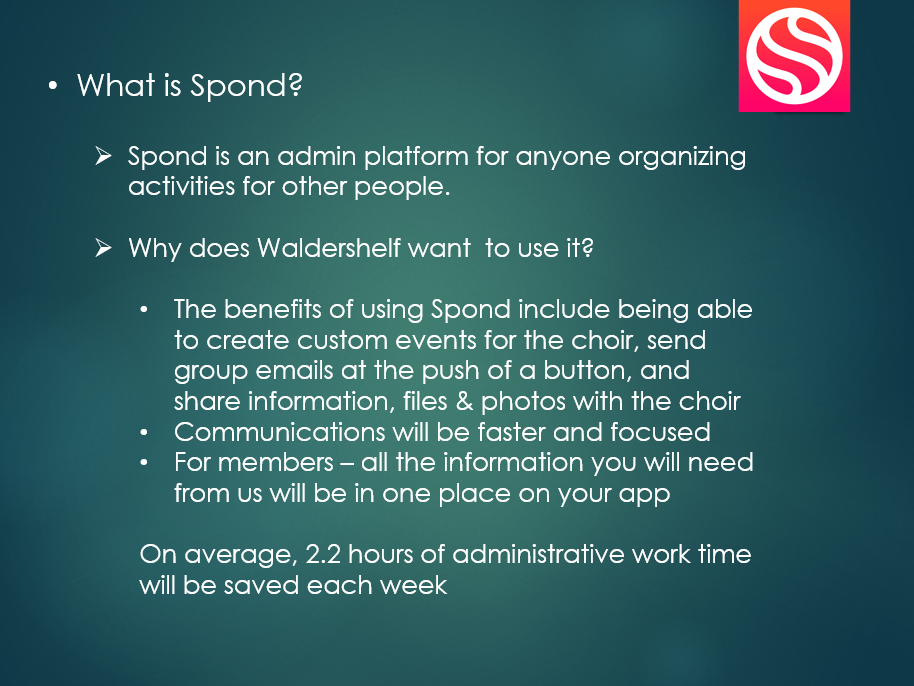 • What is Spond?
➢ Spond is an admin platform for anyone organizing
activities for other people.
➢ Why does Waldershelf want  to use it?
• The benefits of using Spond include being able
to create custom events for the choir, send
group emails at the push of a button, and
share information, files & photos with the choir
• Communications will be faster and focused
• For members – all the information you will need
from us will be in one place on your app
On average, 2.2 hours of administrative work time
will be saved each week